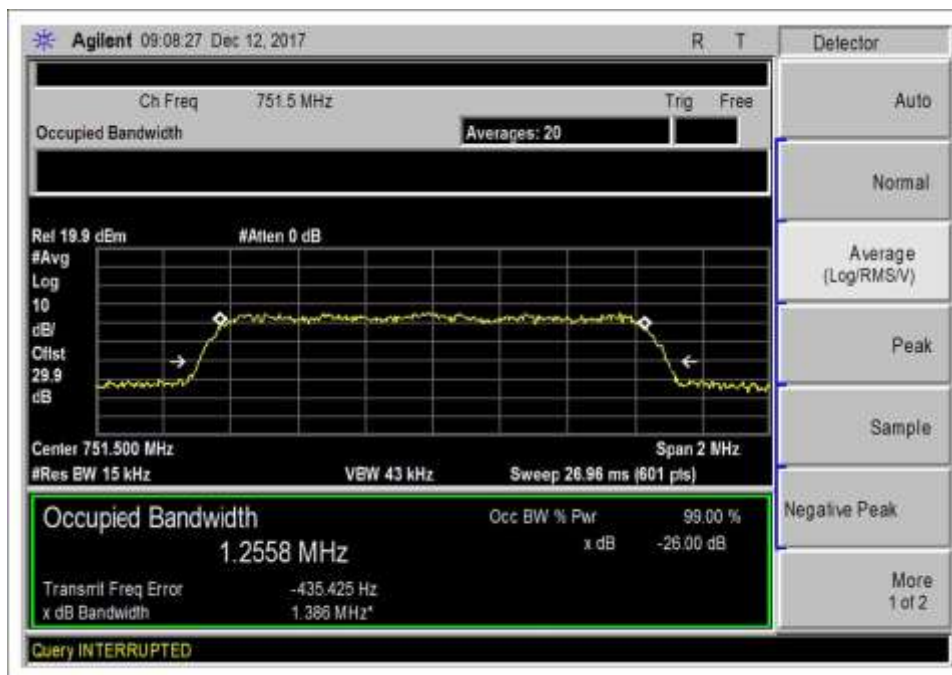 Agilent 09:08:27 Dec 12, 2017 R T
Detector
Ch Freq 751.5 MHz Trig Free
Occupied Bandwidth Averages: 20
Auto
Normal
Average
(Log/RMS/V)
Peak
Sample
Negative Peak
More
1 of 2
Ref 19.9 dBm #Atten 0 dB
#Avg
Log
10
dB/
Offst
29.9
dB
Center 751.500 MHz Span 2 MHz
#Res BW 15 kHz VBW 43 kHz Sweep 26.96 ms (601 pts)
Occupied Bandwidth Occ BW % Pwr 99.00 %
1.2558 MHz x dB -26.00 dB
Transmit Freq Error -435.425 Hz
x dB Bandwidth 1.386 MHz*
Query INTERRUPTED